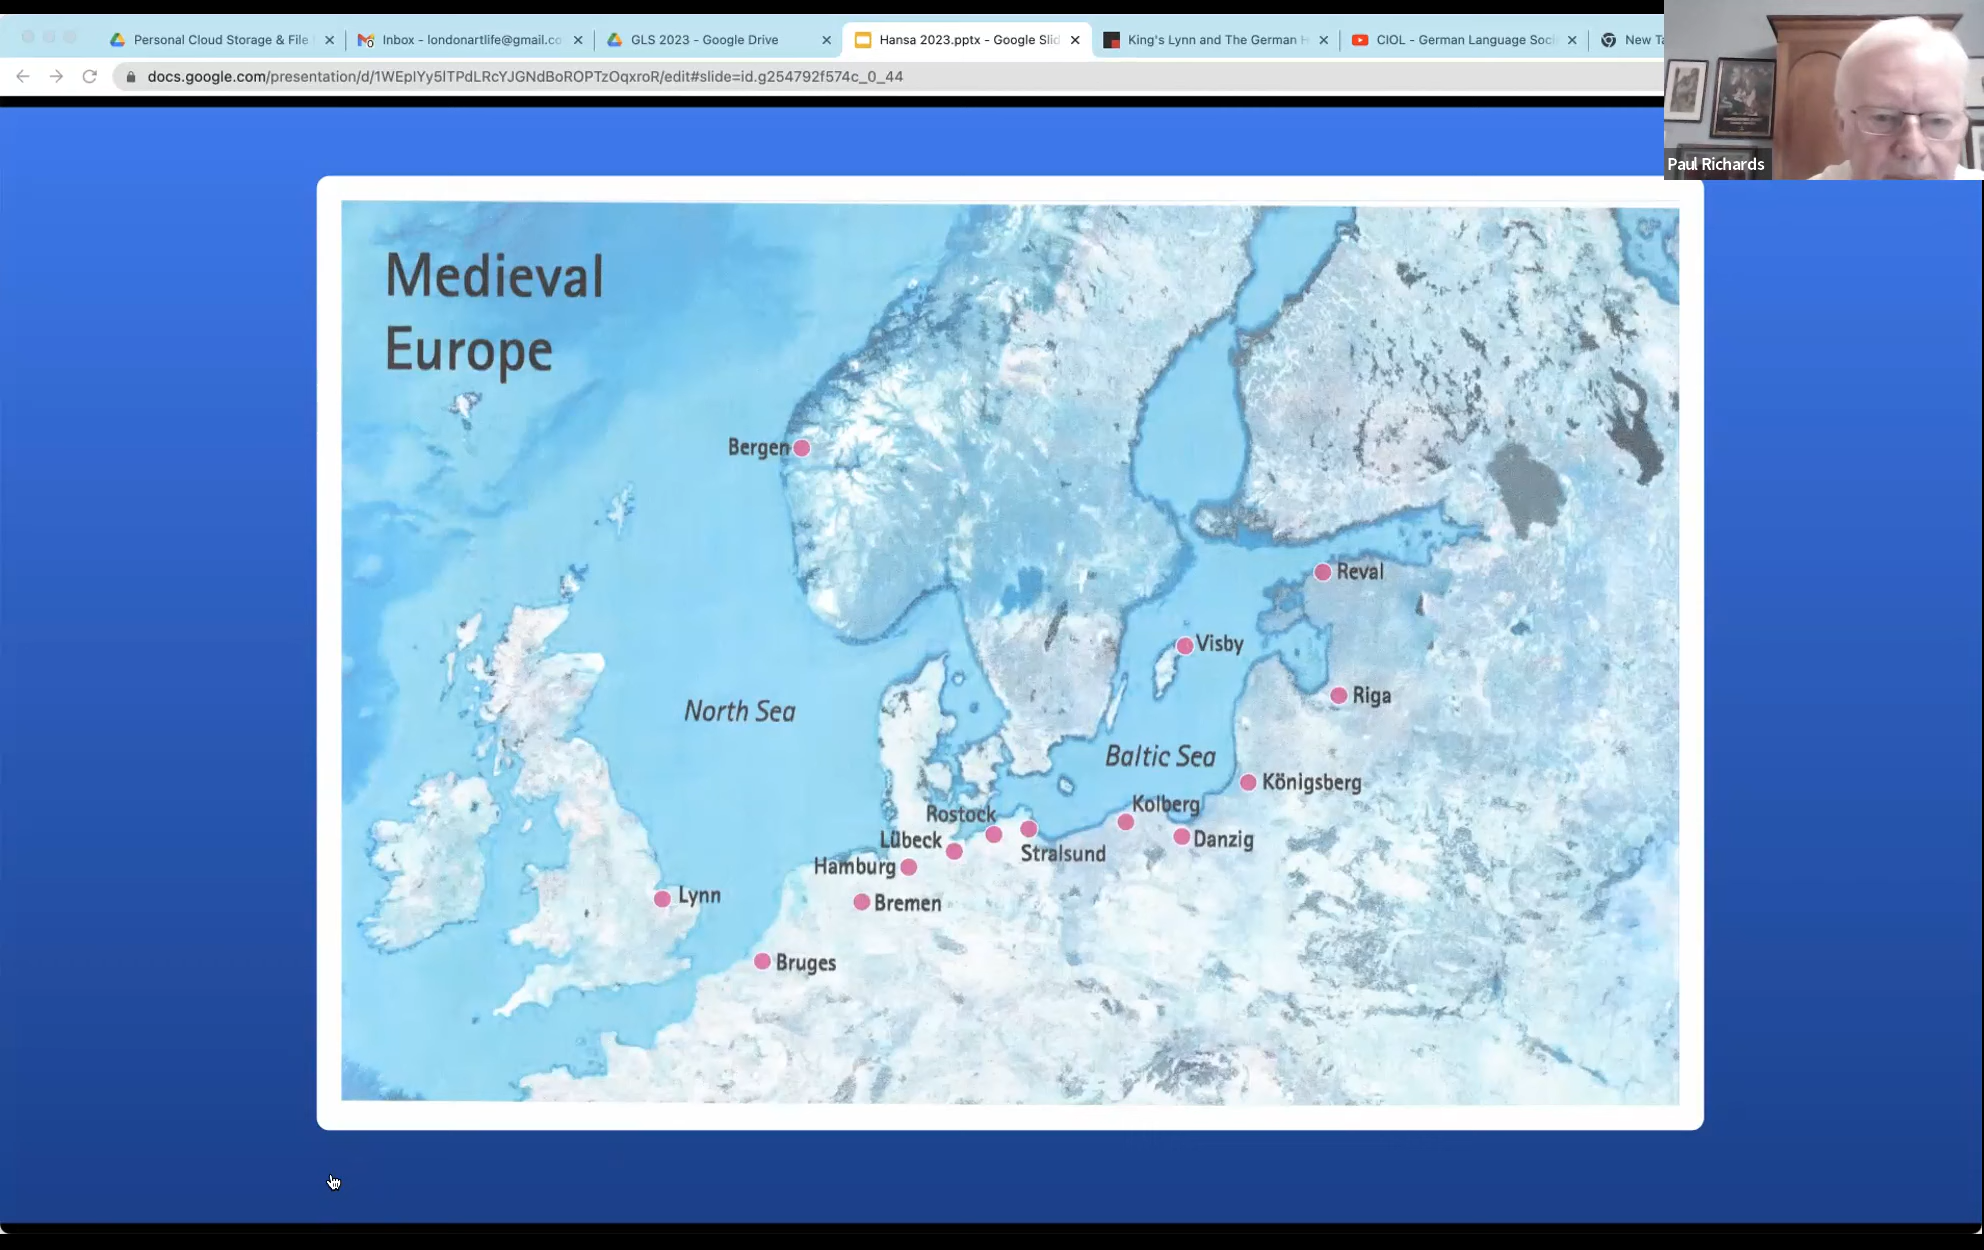 Personal Cloud Storage & File
Inbox - londonartlife@gmail.co
GLS 2023 - Google Drive
Hansa 2023.pptx - Google Slid
King's Lynn and The German H
CIOL - German Language Soci
New Ta
docs.google.com/presentation/d/1WEpIYy5ITPdLRcYJGNdBoROPTzOqxroR/edit#slide=id.g254792f574c_0_44
Paul Richards
Medieval
Europe
Bergen
Reval
Visby
Riga
North Sea
Baltic Sea
Königsberg
Kolberg
Rostock
Lübeck
Danzig
Stralsund
Hamburg
Lynn
Bremen
Bruges